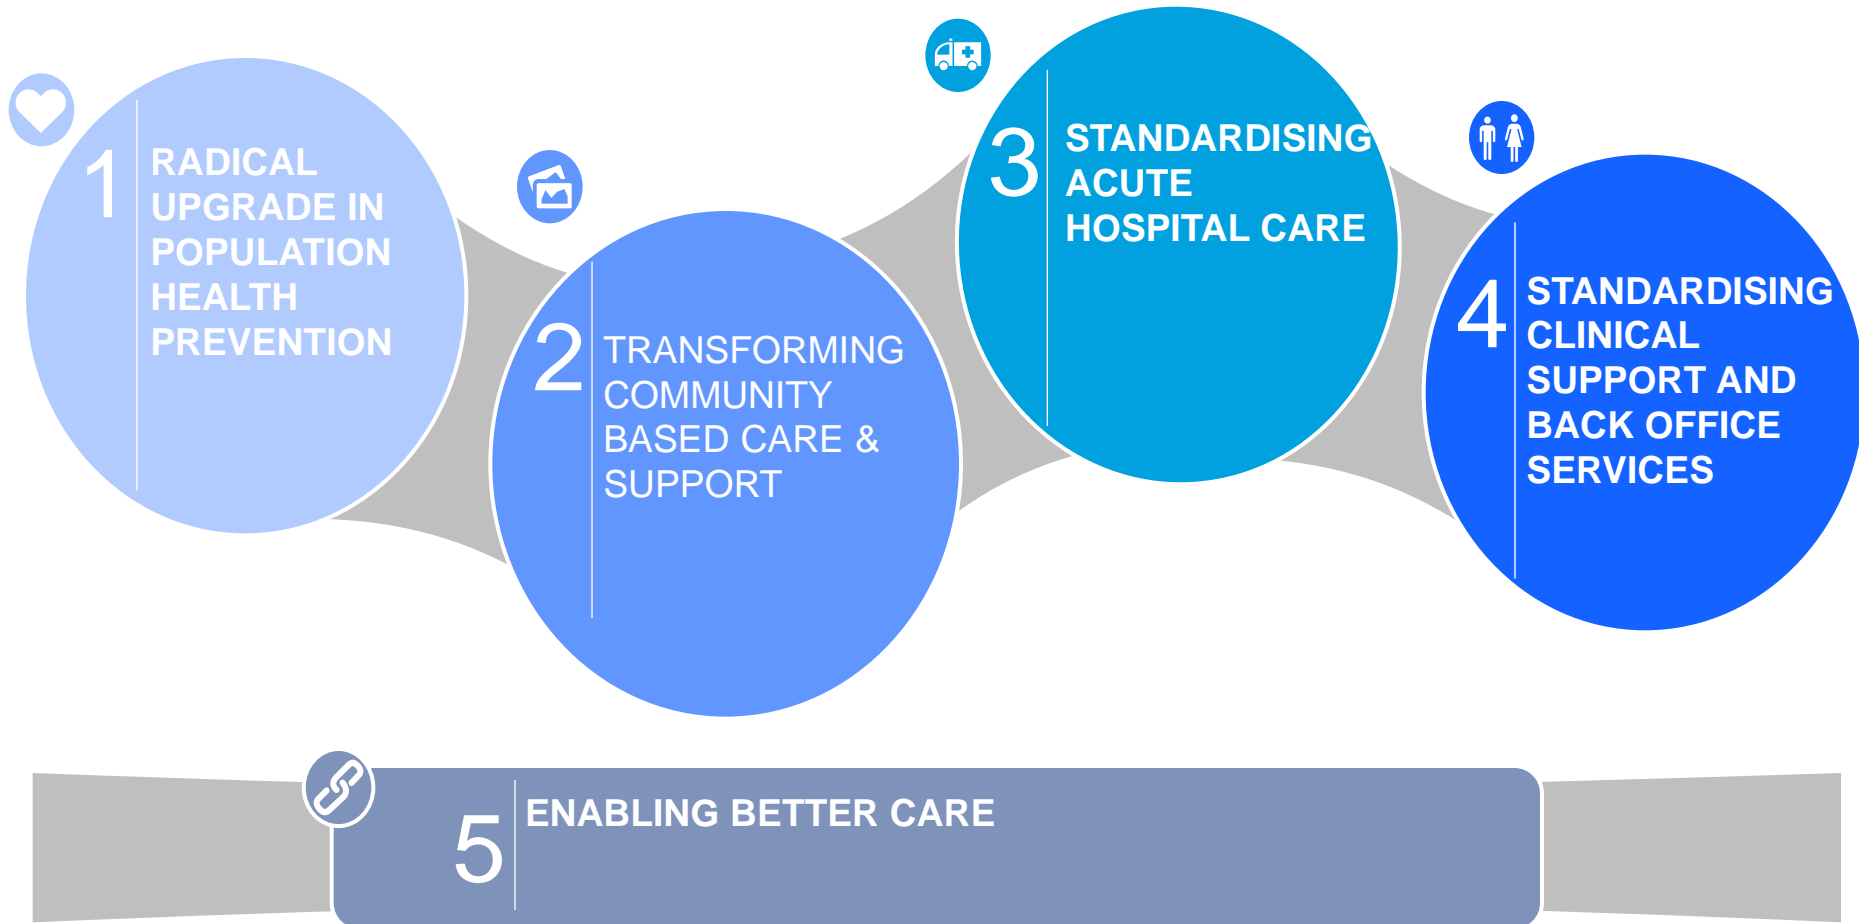 1
RADICAL
UPGRADE IN
POPULATION
HEALTH
PREVENTION
2
TRANSFORMING
COMMUNITY
BASED CARE &
SUPPORT
3
STANDARDISING
ACUTE
HOSPITAL CARE
4
STANDARDISING
CLINICAL
SUPPORT AND
BACK OFFICE
SERVICES
5
ENABLING BETTER CARE